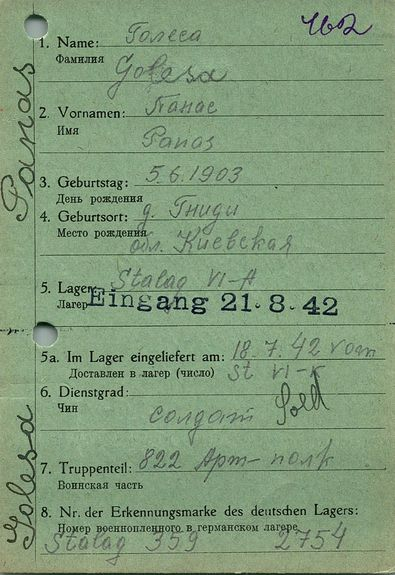 462
1. Name: Голеса
Фамилия
Golesa
2. Vornamen: Панас
Имя
Panas
3. Geburtstag: 5.6.1903
День рождения
4. Geburtsort: д. Гниди
Место рождения
обл. Киевская
5. Lager: Stalag VI-A
Лагер
Eingang 21.8.42
5a. Im Lager eingeliefert am: 18.7.42 vom
Доставлен в лагер (число) St VI-K
6. Dienstgrad: Sold
Чин
солдат
7. Truppenteil: 822 Арт-полк
Воинская часть
8. Nr. der Erkennungsmarke des deutschen Lagers:
Номер военнопленного в германском лагере
Stalag 359 2754
Panas
Golesa